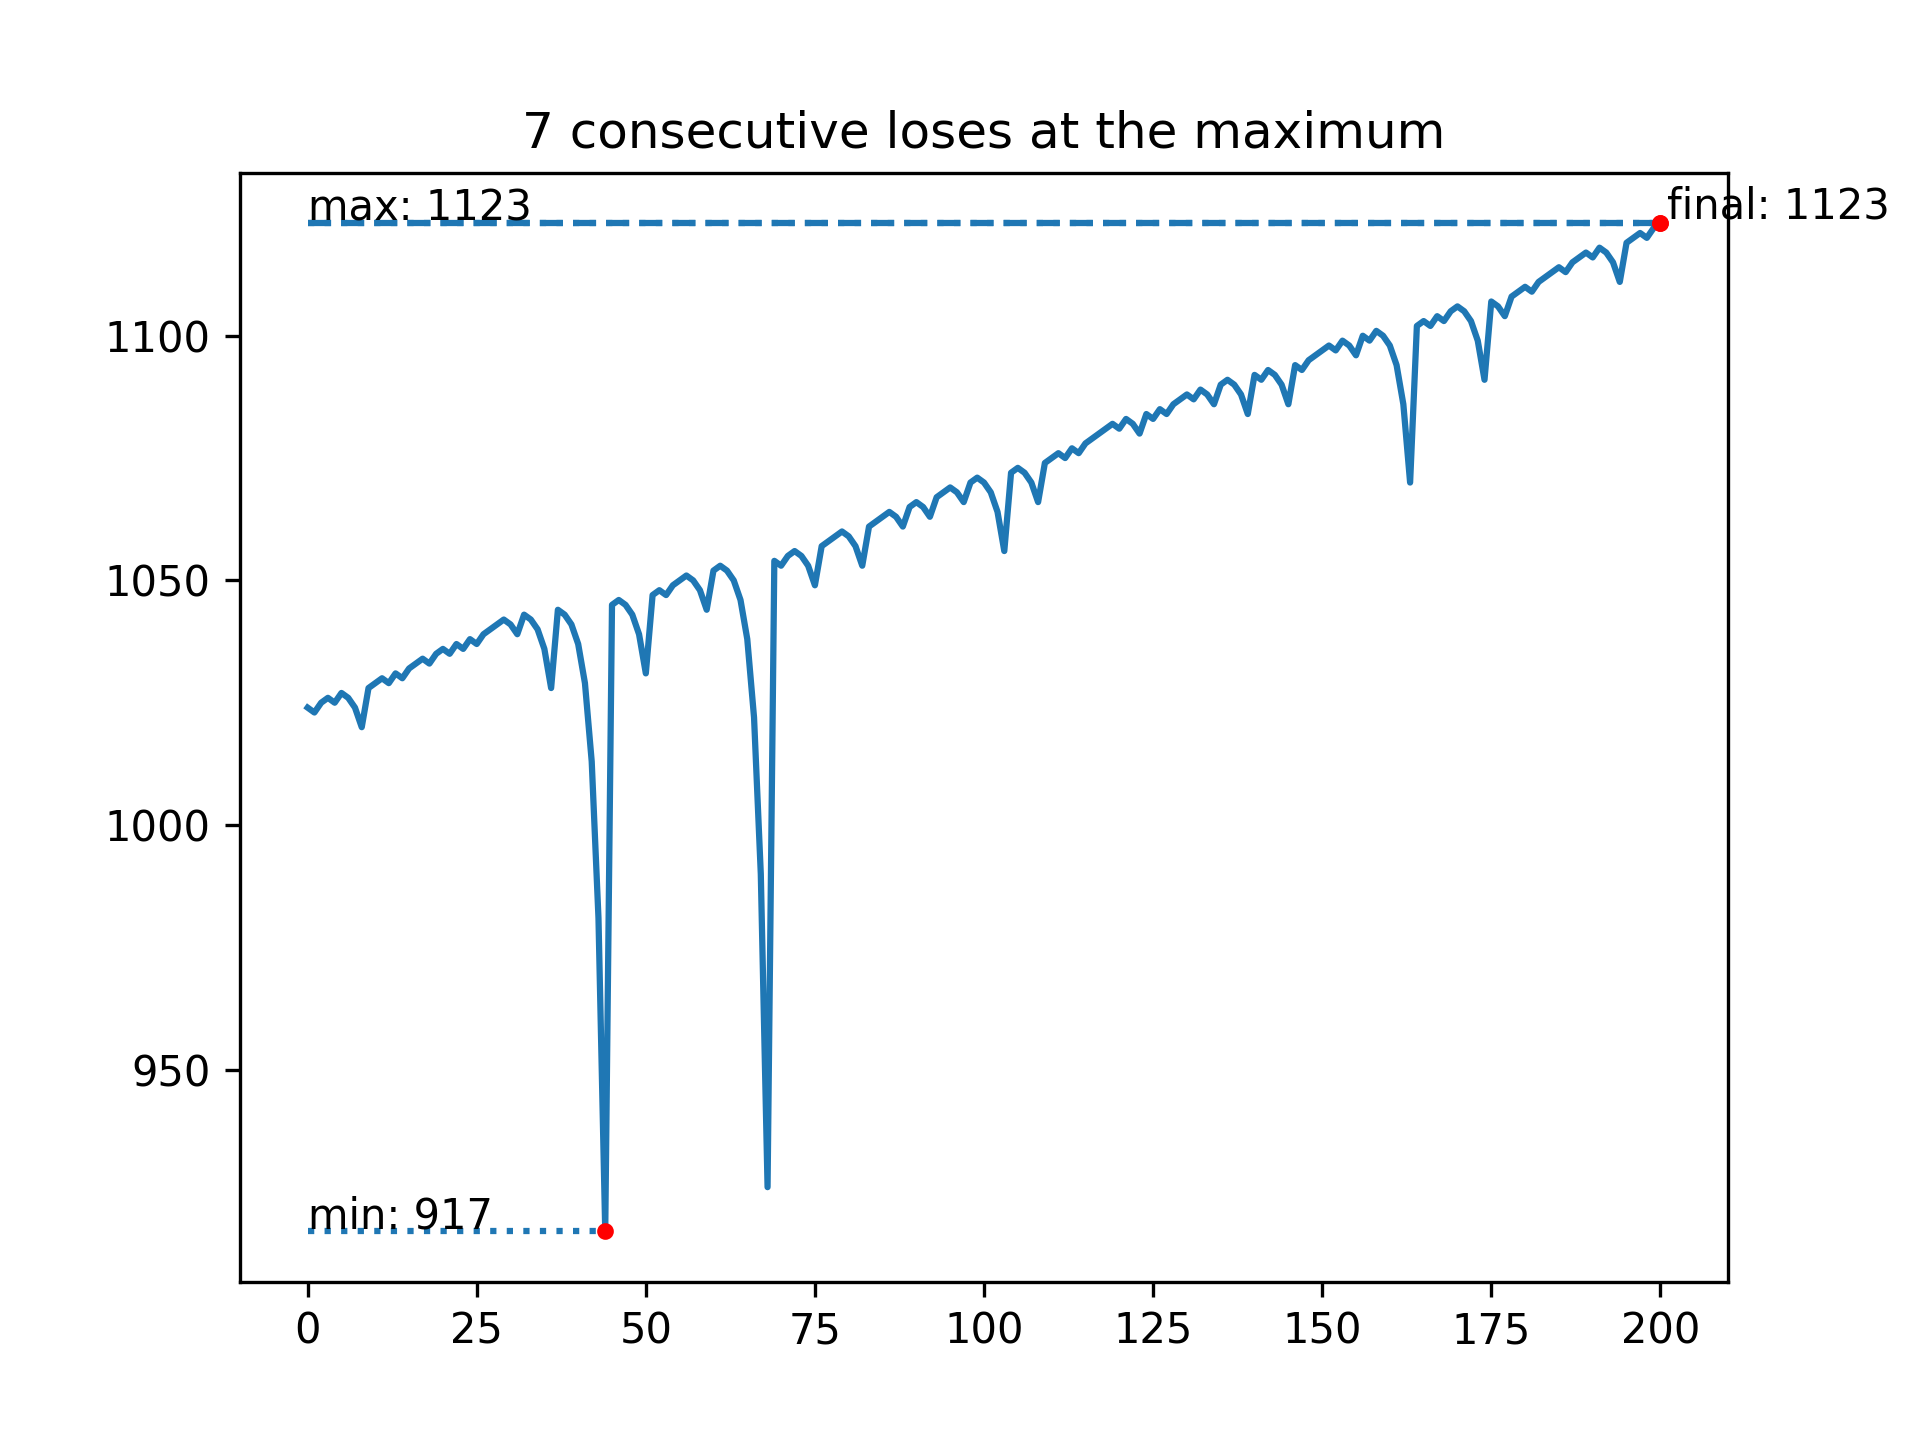 7 consecutive loses at the maximum
max: 1123
final: 1123
1100
1050
1000
950
min: 917
0 25 50 75 100 125 150 175 200